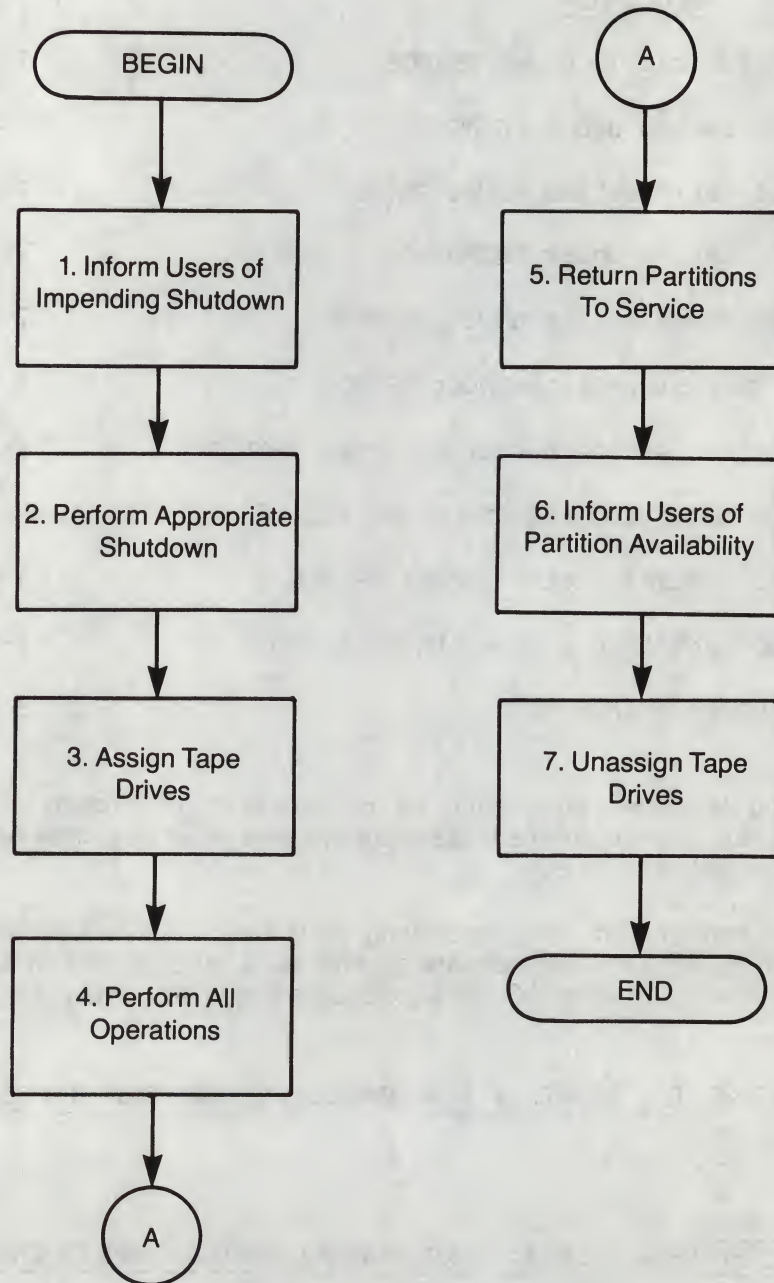 BEGIN
1. Inform Users of
Impending Shutdown
2. Perform Appropriate
Shutdown
3. Assign Tape
Drives
4. Perform All
Operations
A
A
5. Return Partitions
To Service
6. Inform Users of
Partition Availability
7. Unassign Tape
Drives
END